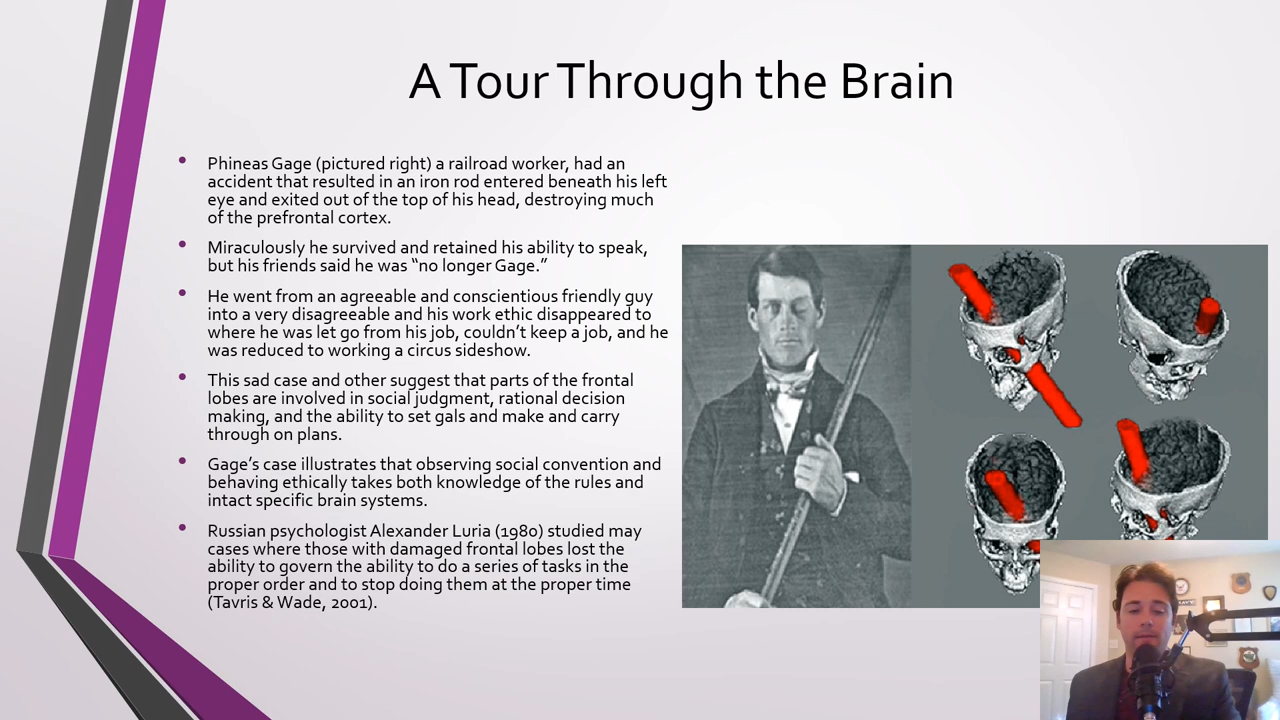 A Tour Through the Brain
• Phineas Gage (pictured right) a railroad worker, had an
accident that resulted in an iron rod entered beneath his left
eye and exited out of the top of his head, destroying much
of the prefrontal cortex.
• Miraculously he survived and retained his ability to speak,
but his friends said he was “no longer Gage.”
• He went from an agreeable and conscientious friendly guy
into a very disagreeable and his work ethic disappeared to
where he was let go from his job, couldn’t keep a job, and he
was reduced to working a circus sideshow.
• This sad case and other suggest that parts of the frontal
lobes are involved in social judgment, rational decision
making, and the ability to set gals and make and carry
through on plans.
• Gage’s case illustrates that observing social convention and
behaving ethically takes both knowledge of the rules and
intact specific brain systems.
• Russian psychologist Alexander Luria (1980) studied may
cases where those with damaged frontal lobes lost the
ability to govern the ability to do a series of tasks in the
proper order and to stop doing them at the proper time
(Tavris & Wade, 2001).